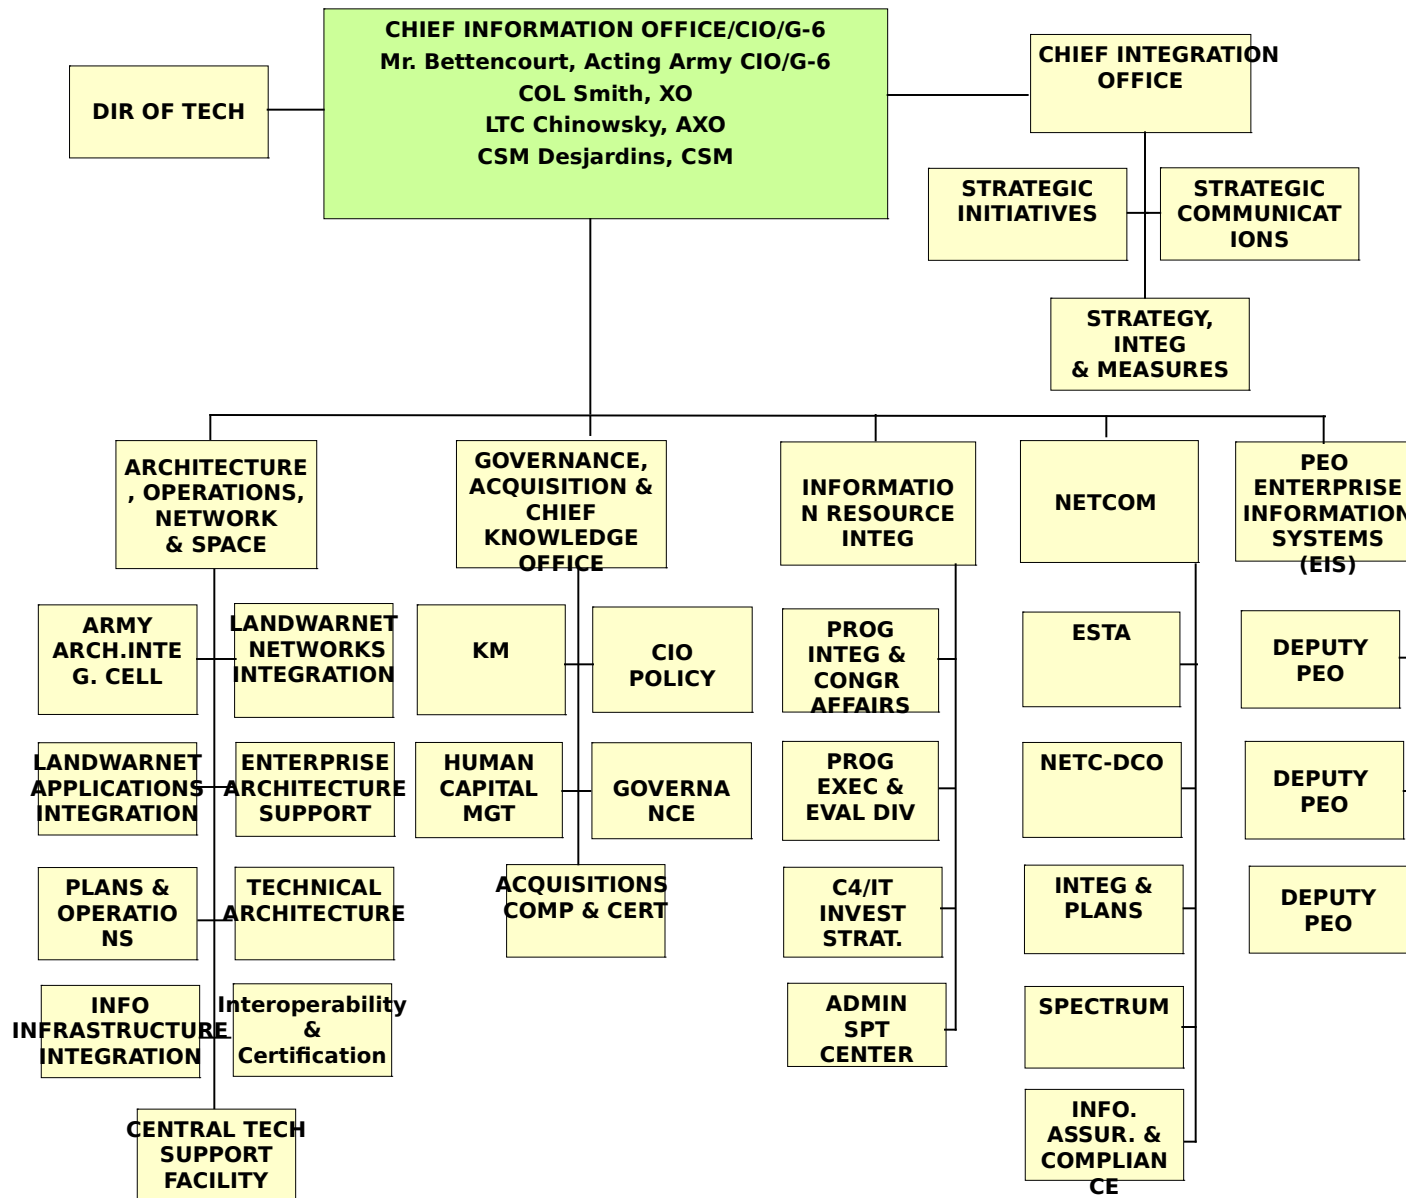 CHIEF INFORMATION OFFICE/CIO/G-6
Mr. Bettencourt, Acting Army CIO/G-6
COL Smith, XO
LTC Chinowsky, AXO
CSM Desjardins, CSM
DIR OF TECH
CHIEF INTEGRATION
OFFICE
STRATEGIC
INITIATIVES
STRATEGIC
COMMUNICAT
IONS
STRATEGY,
INTEG
& MEASURES
ARCHITECTURE
, OPERATIONS,
NETWORK
& SPACE
GOVERNANCE,
ACQUISITION &
CHIEF
KNOWLEDGE
OFFICE
INFORMATIO
N RESOURCE
INTEG
NETCOM
PEO
ENTERPRISE
INFORMATION
SYSTEMS
(EIS)
ARMY
ARCH.INTE
G. CELL
LANDWARNET
NETWORKS
INTEGRATION
KM
CIO
POLICY
PROG
INTEG &
CONGR
AFFAIRS
ESTA
DEPUTY
PEO
LANDWARNET
APPLICATIONS
INTEGRATION
ENTERPRISE
ARCHITECTURE
SUPPORT
HUMAN
CAPITAL
MGT
GOVERNA
NCE
PROG
EXEC &
EVAL DIV
NETC-DCO
DEPUTY
PEO
PLANS &
OPERATIO
NS
TECHNICAL
ARCHITECTURE
ACQUISITIONS
COMP & CERT
C4/IT
INVEST
STRAT.
INTEG &
PLANS
DEPUTY
PEO
INFO
INFRASTRUCTURE
INTEGRATION
Interoperability
&
Certification
ADMIN
SPT
CENTER
SPECTRUM
CENTRAL TECH
SUPPORT
FACILITY
INFO.
ASSUR. &
COMPLIAN
CE